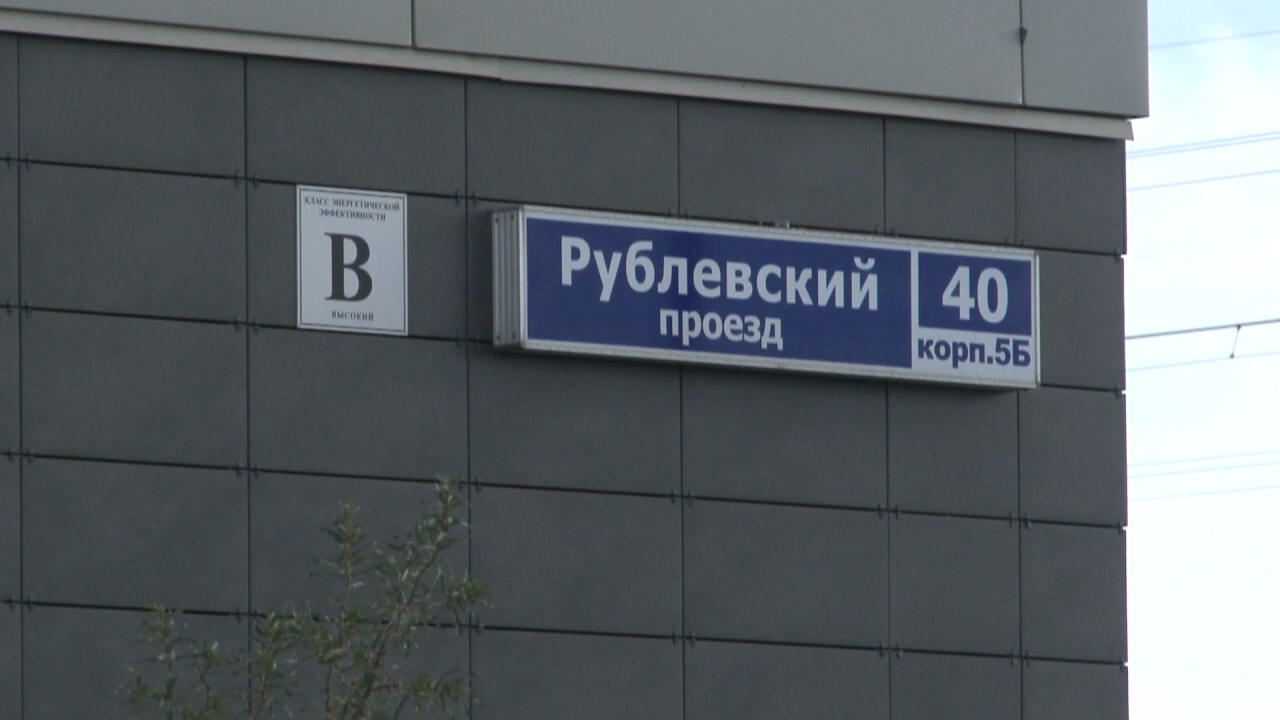 КЛАСС ЭНЕРГЕТИЧЕСКОЙ
ЭФФЕКТИВНОСТИ
В
ВЫСОКИЙ
Рублевский
проезд
40
корп.5Б